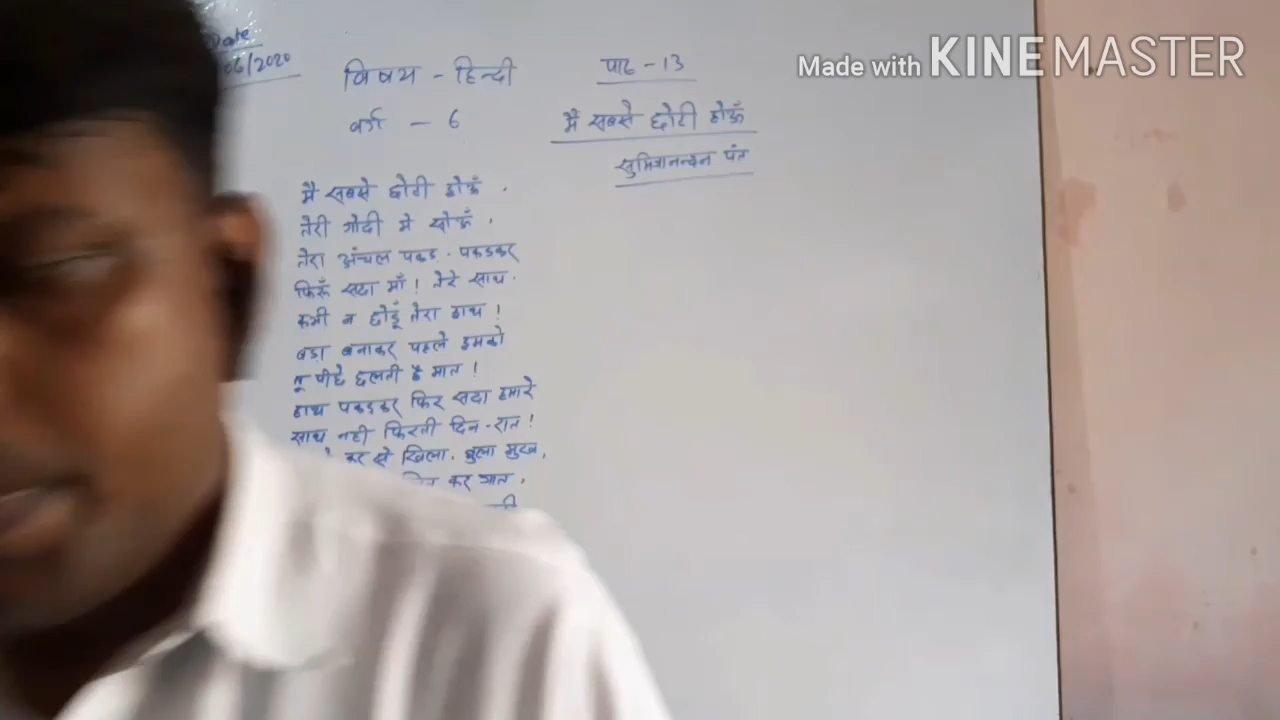 Date
/2020
विषय - हिन्दी
वर्ग - 6
पाठ - 13
मैं सबसे छोटी होऊँ
सुमित्रानन्दन पंत
मैं सबसे छोटी होऊँ,
तेरी गोदी मे सोऊँ,
तेरा अंचल पकड़-पकड़कर
फिरूँ सदा माँ! तेरे साथ,
कभी न छोड़ूँ तेरा हाथ!
बड़ा बनाकर पहले हमको
तू पीछे छलती है मात!
हाथ पकड़कर फिर सदा हमारे
साथ नही फिरती दिन-रात!
कर से खिला, धुला मुख,
कर गात,
Made with KINEMASTER